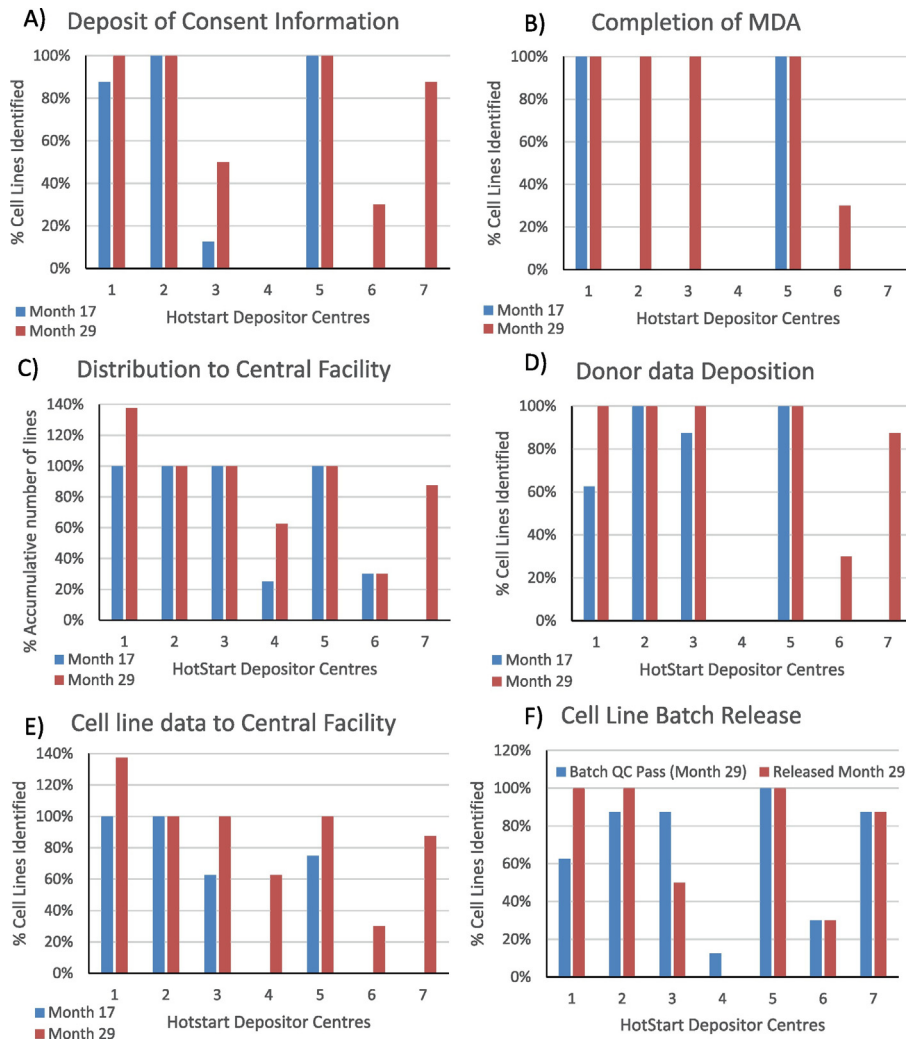 A) Deposit of Consent Information
% Cell Lines Identified
100%
80%
60%
40%
20%
0%
1 2 3 4 5 6 7
Hotstart Depositor Centres
Month 17
Month 29
B) Completion of MDA
% Cell Lines Identified
100%
80%
60%
40%
20%
0%
1 2 3 4 5 6 7
Hotstart Depositor Centres
Month 17
Month 29
C) Distribution to Central Facility
% Accumulative number of lines
140%
120%
100%
80%
60%
40%
20%
0%
1 2 3 4 5 6 7
HotStart Depositor Centres
Month 17
Month 29
D) Donor data Deposition
% Cell Lines Identified
100%
80%
60%
40%
20%
0%
1 2 3 4 5 6 7
HotStart Depositor Centres
Month 17
Month 29
E) Cell line data to Central Facility
% Cell Lines Identified
140%
120%
100%
80%
60%
40%
20%
0%
1 2 3 4 5 6 7
Hotstart Depositor Centres
Month 17
Month 29
F) Cell Line Batch Release
% Cell Lines Identified
120%
100%
80%
60%
40%
20%
0%
Batch QC Pass (Month 29) Released Month 29
1 2 3 4 5 6 7
HotStart Depositor Centres